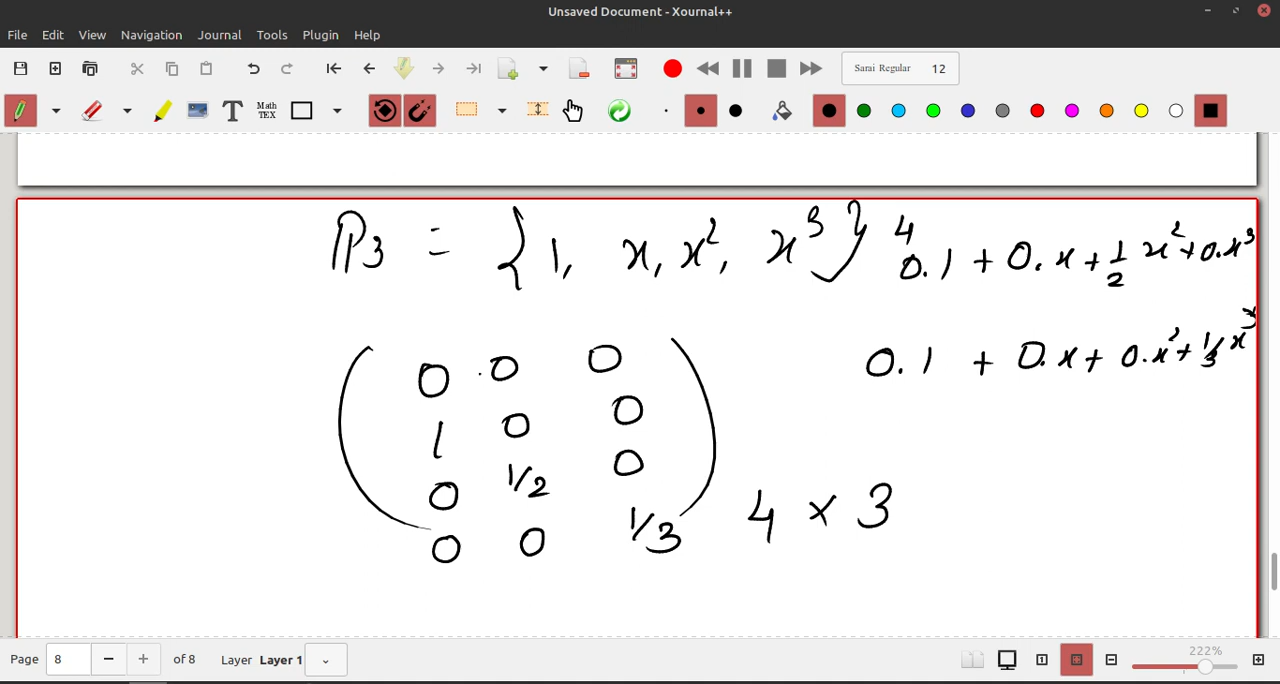 Unsaved Document - Xournal++
File Edit View Navigation Journal Tools Plugin Help
Sarai Regular 12
T Math TEX
ℙ3 = { 1, x, x², x³ } 4
0.1 + 0.x + 1/2 x² + 0.x³
0.1 + 0.x + 0.x² + 1/3 x³
0 0 0
1 0 0
0 1/2 0
0 0 1/3
4 × 3
Page 8 of 8 Layer Layer 1 222%